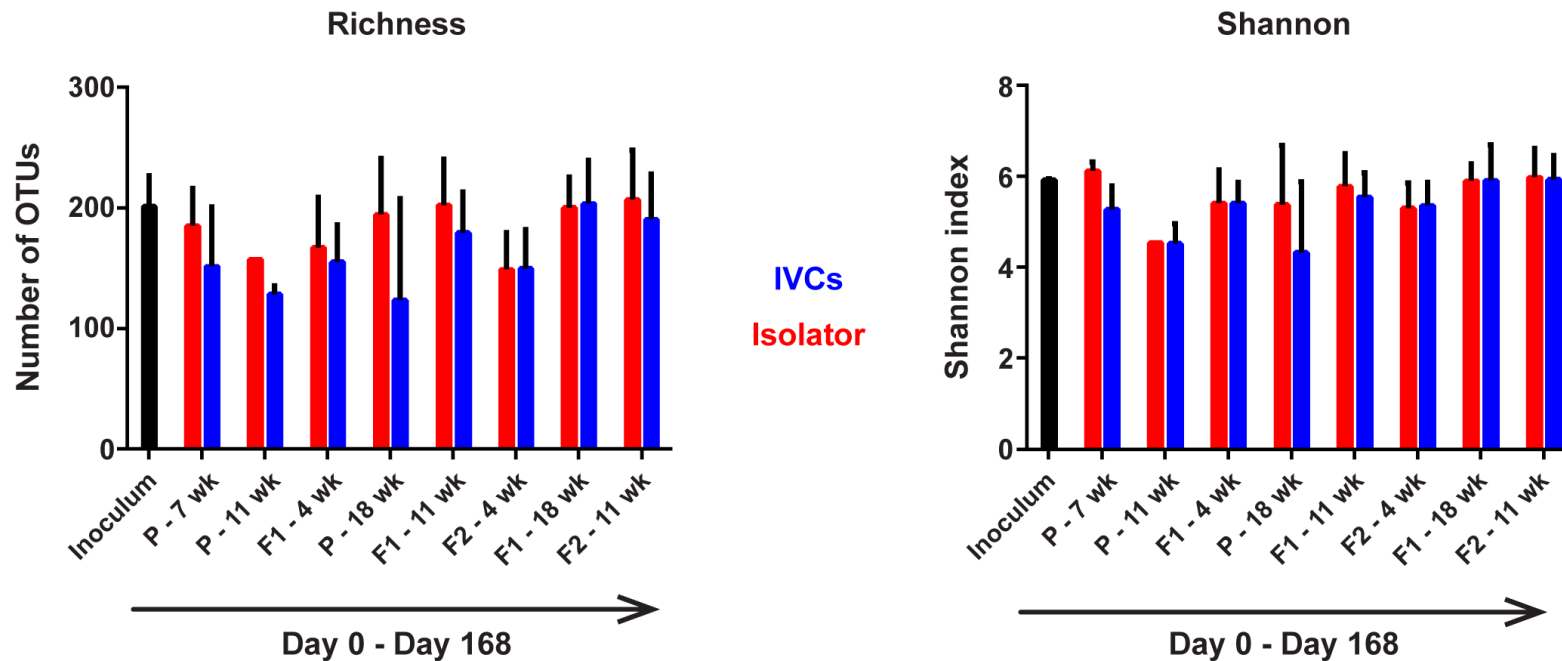 Richness
Number of OTUs
300
200
100
0
Inoculum
P - 7 wk
P - 11 wk
F1 - 4 wk
P - 18 wk
F1 - 11 wk
F2 - 4 wk
F1 - 18 wk
F2 - 11 wk
Day 0 - Day 168
IVCs
Isolator
Shannon
Shannon index
8
6
4
2
0
Inoculum
P - 7 wk
P - 11 wk
F1 - 4 wk
P - 18 wk
F1 - 11 wk
F2 - 4 wk
F1 - 18 wk
F2 - 11 wk
Day 0 - Day 168